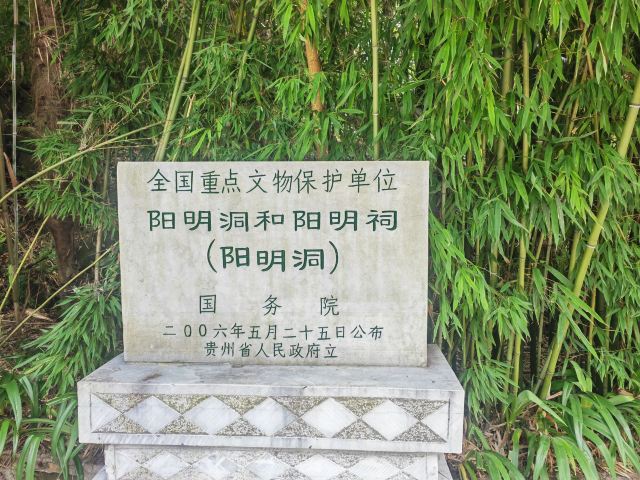 全国重点文物保护单位
阳明洞和阳明祠
(阳明洞)
国务院
二00六年五月二十五日公布
贵州省人民政府立